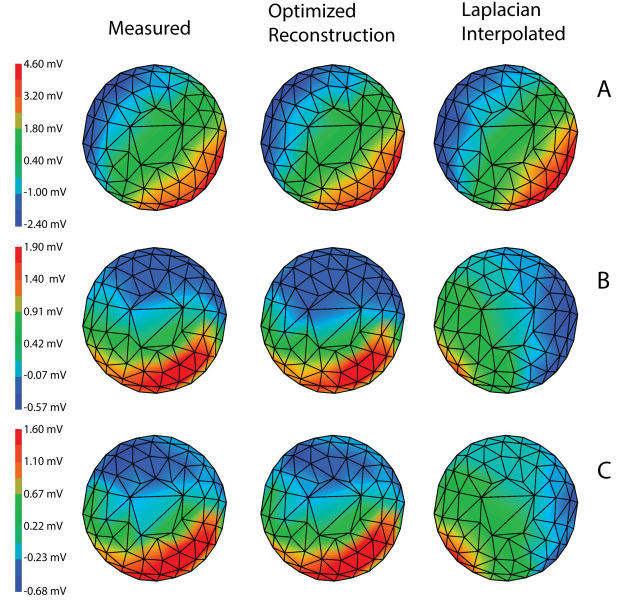 Measured
Optimized
Reconstruction
Laplacian
Interpolated
4.60 mV
3.20 mV
1.80 mV
0.40 mV
-1.00 mV
-2.40 mV
A
1.90 mV
1.40 mV
0.91 mV
0.42 mV
-0.07 mV
-0.57 mV
B
1.60 mV
1.10 mV
0.67 mV
0.22 mV
-0.23 mV
-0.68 mV
C